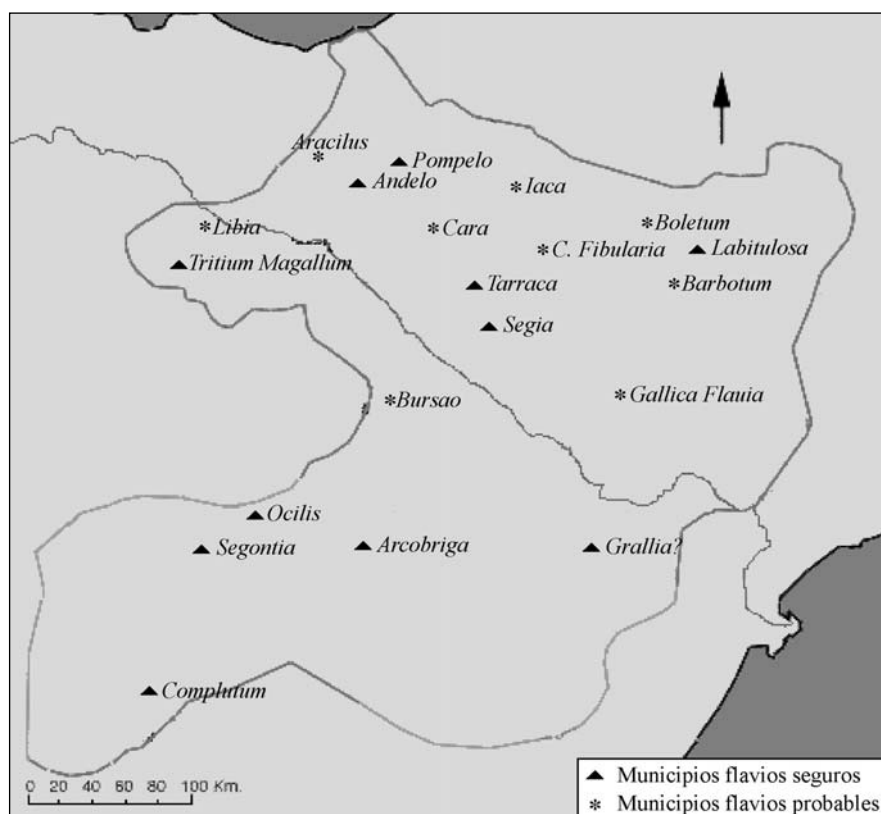 Aracilus
Pompelo
Andelo
Iaca
Libia
Cara
Boletum
C. Fibularia
Labitulosa
Tritium Magallum
Tarraca
Barbotum
Segia
Bursao
Gallica Flauia
Ocilis
Segontia
Arcobriga
Grallia?
Complutum
0 20 40 60 80 100 Km.
Municipios flavios seguros
Municipios flavios probables